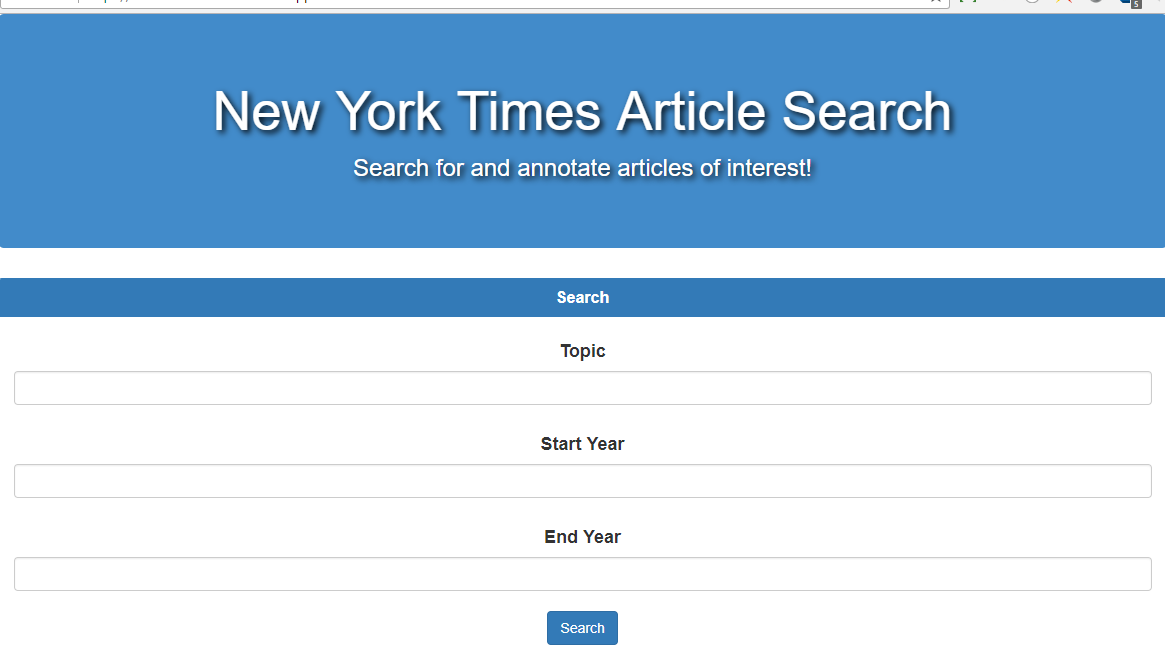 New York Times Article Search
Search for and annotate articles of interest!
Search
Topic
Start Year
End Year
Search
5